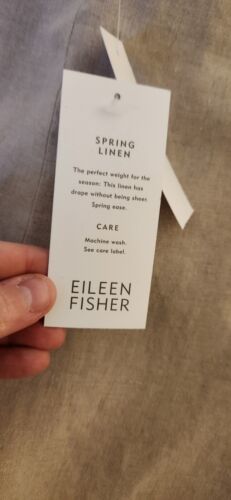 SPRING
LINEN
The perfect weight for the
season: This linen has
drape without being sheer.
Spring ease.
CARE
Machine wash.
See care label.
EILEEN
FISHER